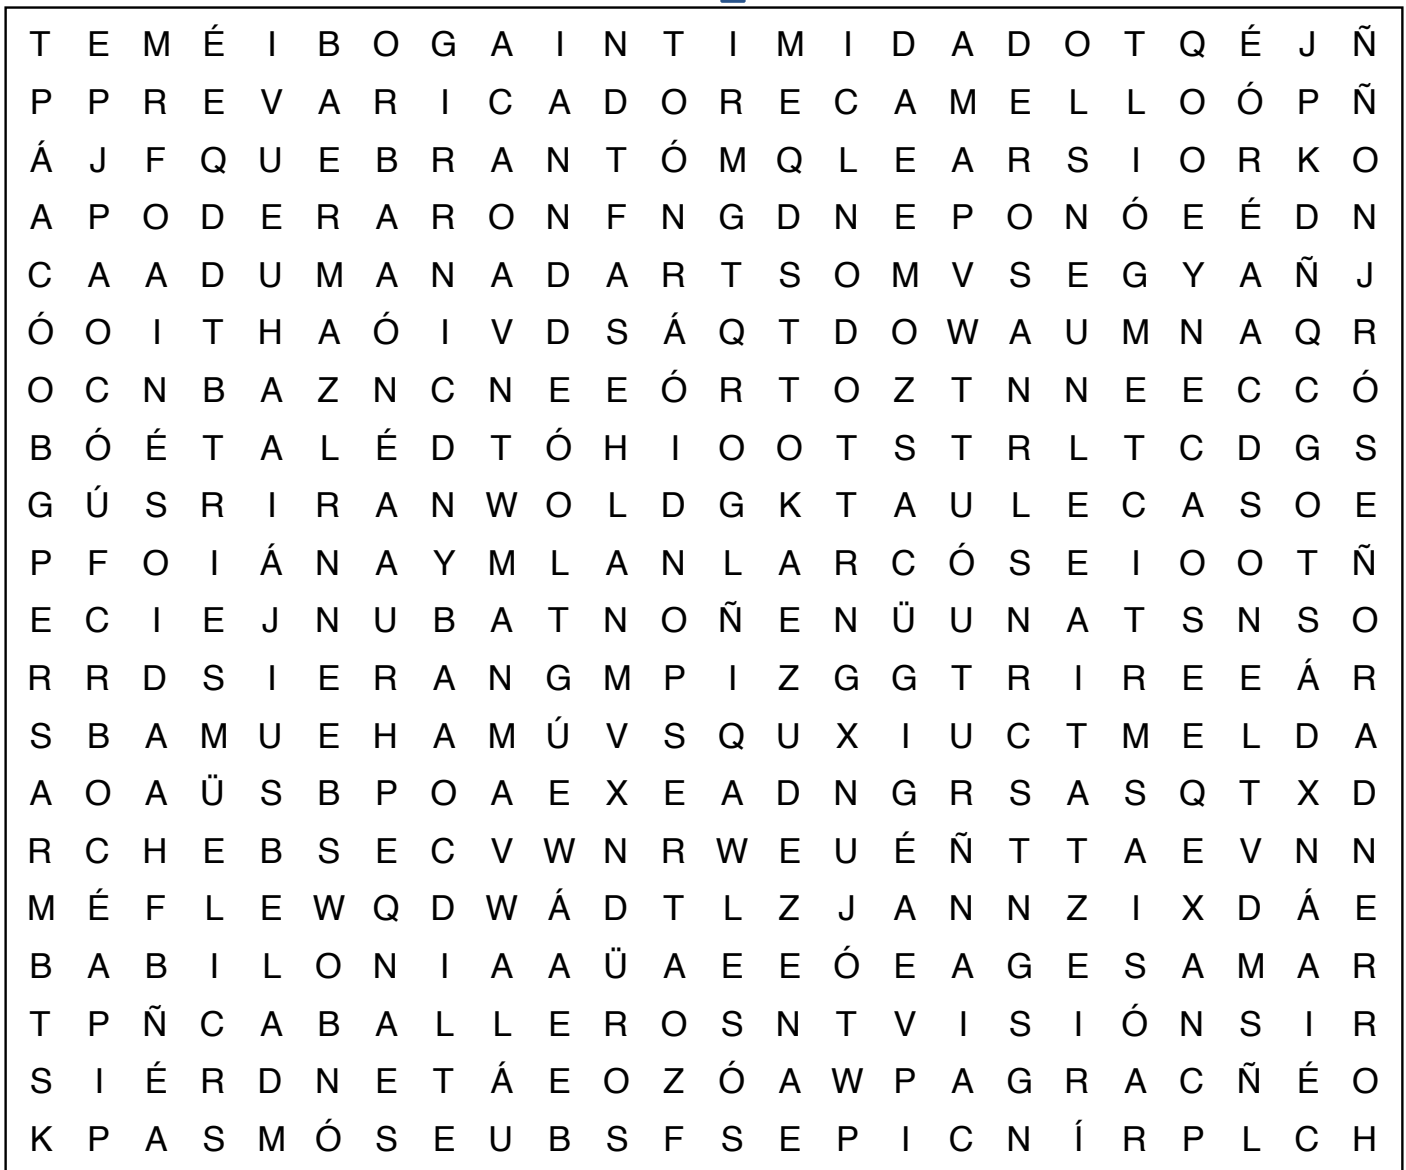 T E M É I B O G A I N T I M I D A D O T Q É J Ñ
P P R E V A R I C A D O R E C A M E L L O Ó P Ñ
Á J F Q U E B R A N T Ó M Q L E A R S I O R K O
A P O D E R A R O N F N G D N E P O N Ó E É D N
C A A D U M A N A D A R T S O M V S E G Y A Ñ J
Ó O I T H A Ó I V D S Á Q T D O W A U M N A Q R
O C N B A Z N C N E E Ó R T O Z T N N E E C C Ó
B Ó É T A L É D T Ó H I O O T S T R L T C D G S
G Ú S R I R A N W O L D G K T A U L E C A S O E
P F O I Á N A Y M L A N L A R C Ó S E I O O T Ñ
E C I E J N U B A T N O Ñ E N Ü U N A T S N S O
R R D S I E R A N G M P I Z G G T R I R E E Á R
S B A M U E H A M Ú V S Q U X I U C T M E L D A
A O A Ü S B P O A E X E A D N G R S A S Q T X D
R C H E B S E C V W N R W E U É Ñ T T A E V N N
M É F L E W Q D W Á D T L Z J A N N Z I X D Á E
B A B I L O N I A A Ü A E E Ó E A G E S A M A R
T P Ñ C A B A L L E R O S N T V I S I Ó N S I R
S I É R D N E T Á E O Z Ó A W P A G R A C Ñ É O
K P A S M Ó S E U B S F S E P I C N Í R P L C H